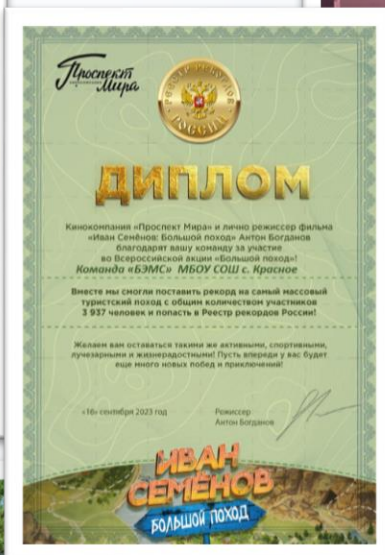 Проспект
Мира
РЕЕСТР РЕКОРДОВ
РОССИИ
ДИПЛОМ
Кинокомпания «Проспект Мира» и лично режиссер фильма
«Иван Семёнов: Большой поход» Антон Богданов
благодарят вашу команду за участие
во Всероссийской акции «Большой поход»!
Команда «БЭМС» МБОУ СОШ с. Красное
Вместе мы смогли поставить рекорд на самый массовый
туристский поход с общим количеством участников
3 937 человек и попасть в Реестр рекордов России!
Желаем вам оставаться такими же активными, спортивными,
лучезарными и жизнерадостными! Пусть впереди у вас будет
еще много новых побед и приключений!
«16» сентября 2023 год
Режиссер
Антон Богданов
ИВАН
СЕМЁНОВ
БОЛЬШОЙ ПОХОД